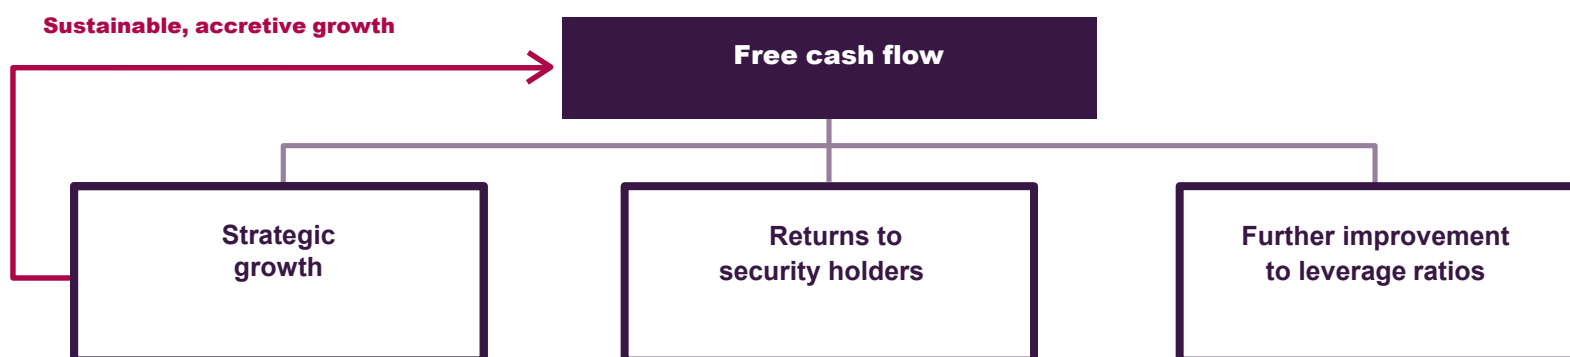 Sustainable, accretive growth
Free cash flow
Strategic
growth
Returns to
security holders
Further improvement
to leverage ratios